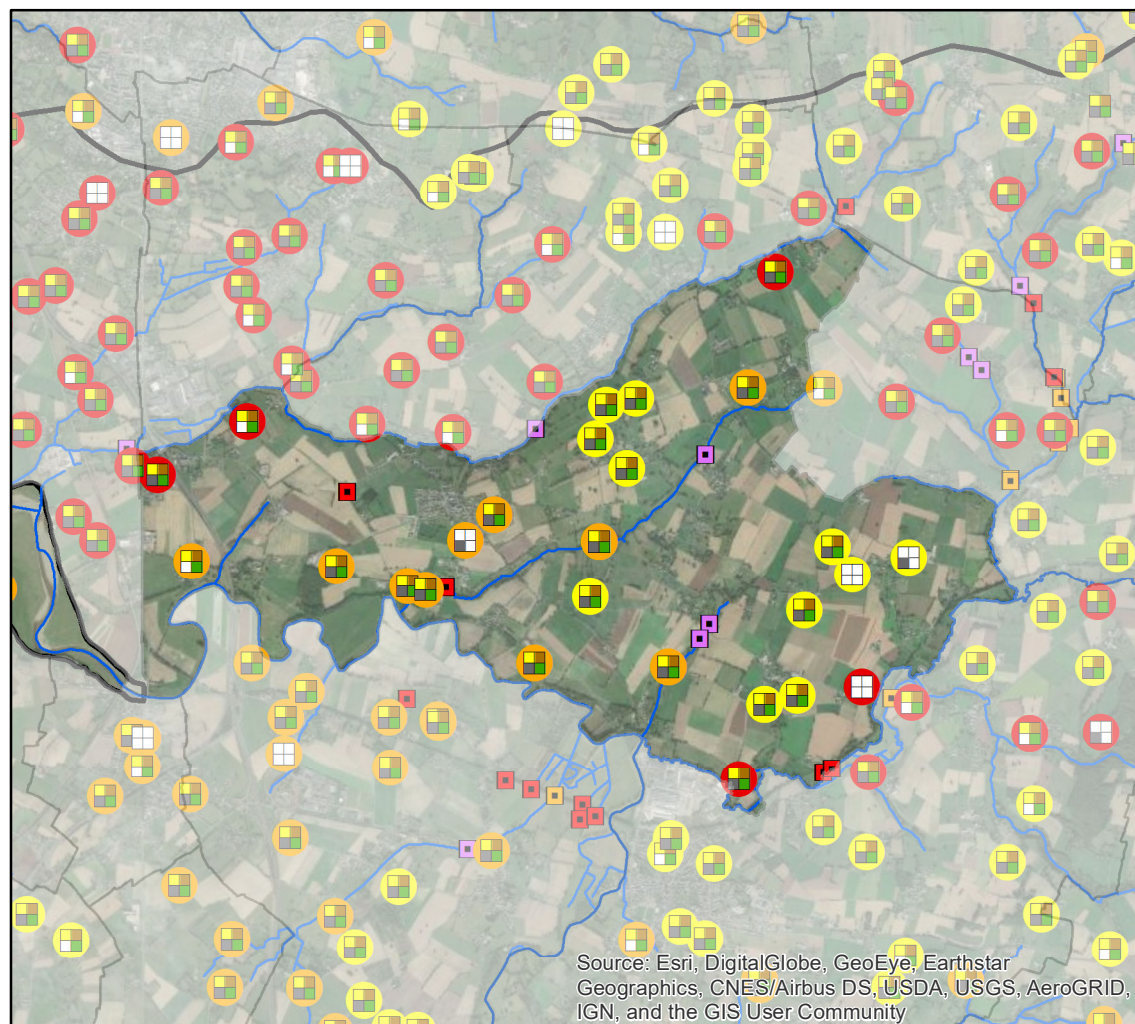 Source: Esri, DigitalGlobe, GeoEye, Earthstar
Geographics, CNES/Airbus DS, USDA, USGS, AeroGRID,
IGN, and the GIS User Community